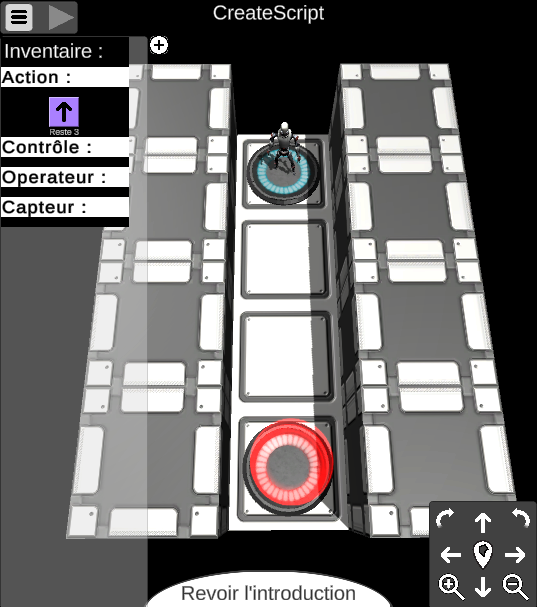 CreateScript
Inventaire :
Action :
Reste 3
Contrôle :
Operateur :
Capteur :
Revoir l'introduction